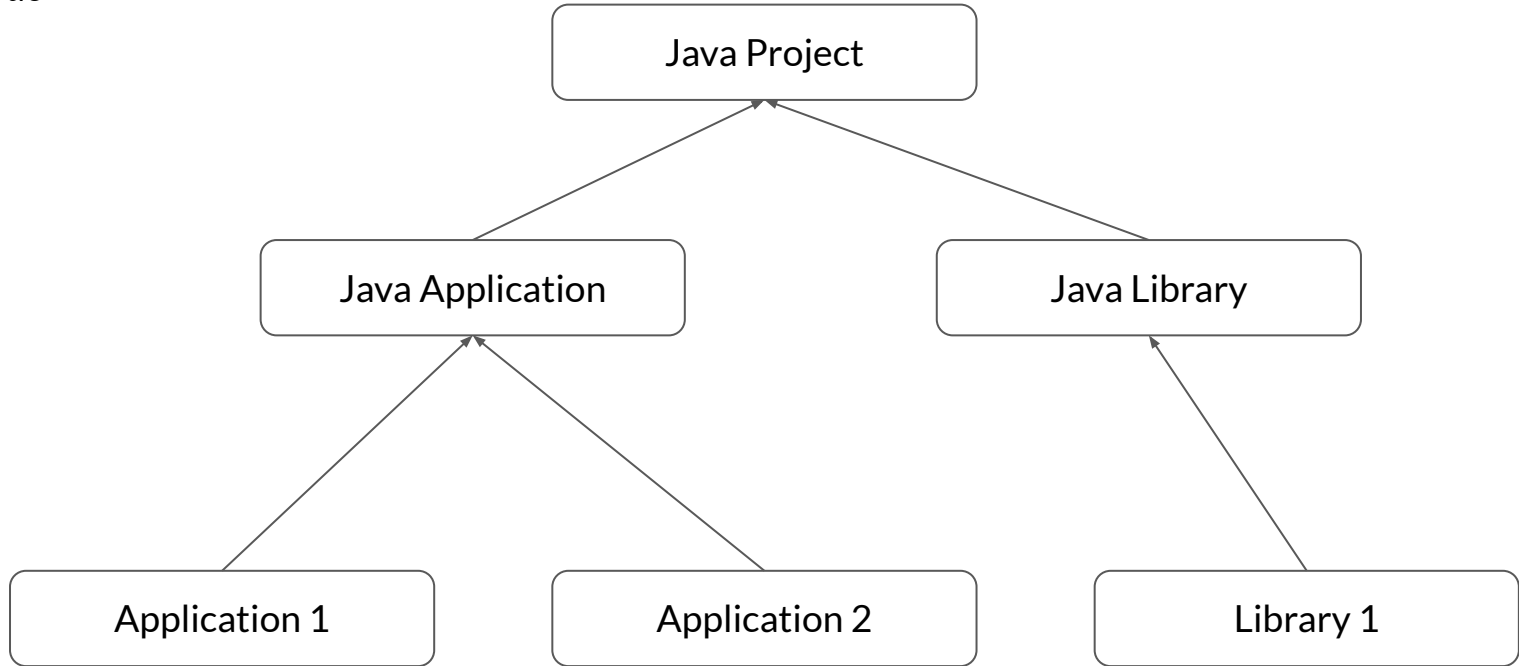 Java Project
Java Application
Java Library
Application 1
Application 2
Library 1